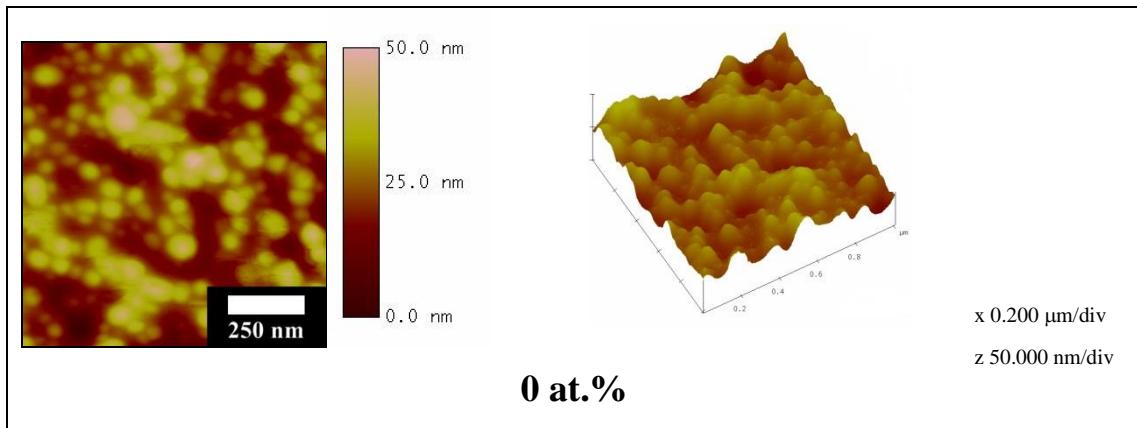 50.0 nm
25.0 nm
0.0 nm
250 nm
0.2
0.4
0.6
0.8
µm
x 0.200 µm/div
z 50.000 nm/div
0 at.%